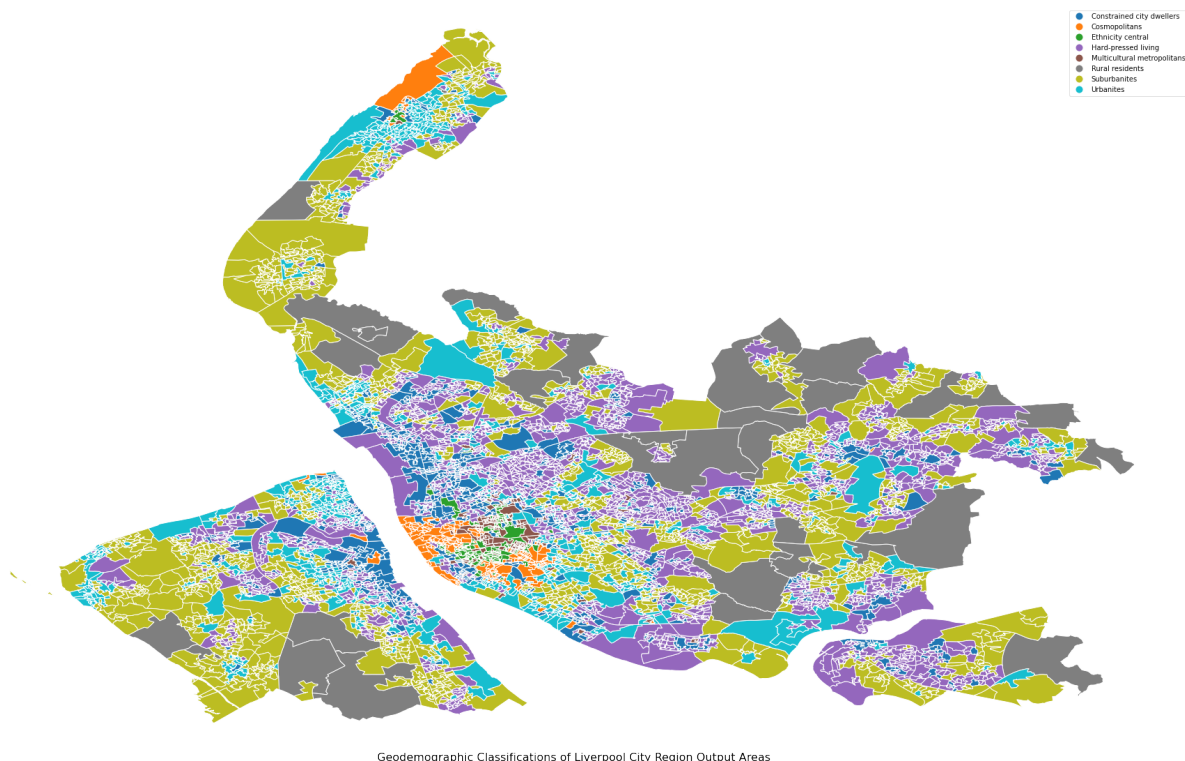 Constrained city dwellers
Cosmopolitans
Ethnicity central
Hard-pressed living
Multicultural metropolitans
Rural residents
Suburbanites
Urbanites
Geodemographic Classifications of Liverpool City Region Output Areas